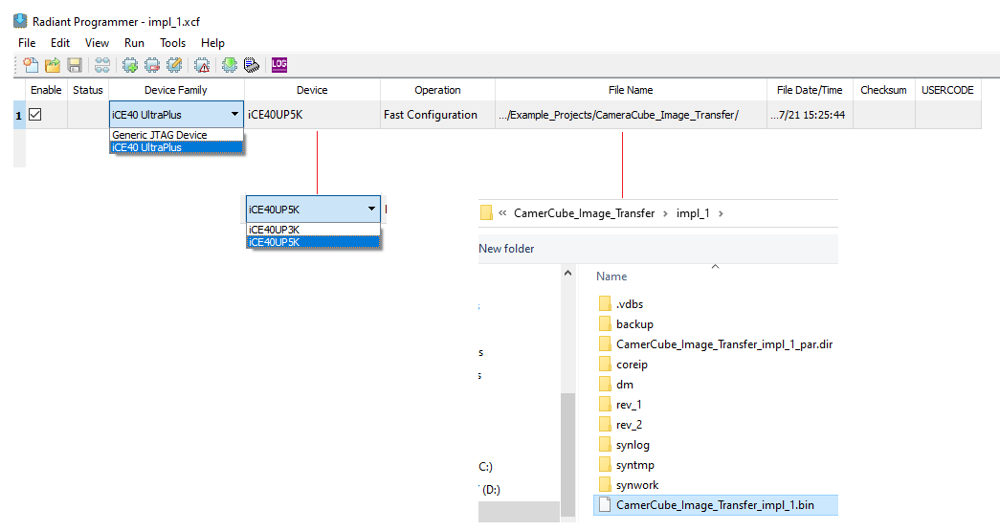 Radiant Programmer - impl_1.xcf
File Edit View Run Tools Help
LOG
Enable Status Device Family Device Operation File Name File Date/Time Checksum USERCODE
1 iCE40 UltraPlus iCE40UP5K Fast Configuration .../Example_Projects/CameraCube_Image_Transfer/ ...7/21 15:25:44
Generic JTAG Device
iCE40 UltraPlus
iCE40UP5K
iCE40UP3K
iCE40UP5K
« CamerCube_Image_Transfer > impl_1 >
New folder
Name
.vdbs
backup
CamerCube_Image_Transfer_impl_1_par.dir
coreip
dm
rev_1
rev_2
synlog
syntmp
synwork
CamerCube_Image_Transfer_impl_1.bin
s
s
C:)
(D:)